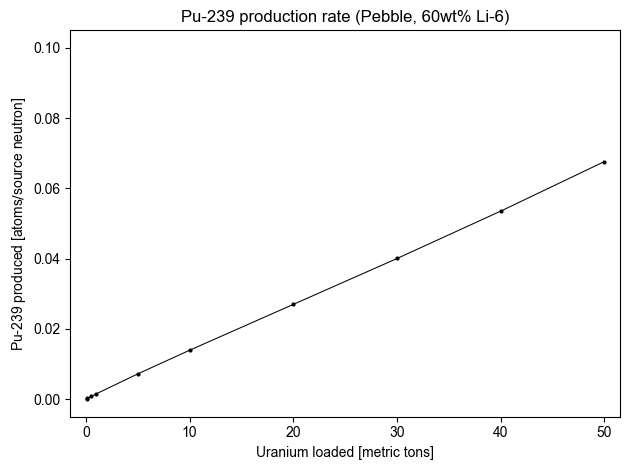 Pu-239 production rate (Pebble, 60wt% Li-6)
0.10
0.08
0.06
0.04
0.02
0.00
Pu-239 produced [atoms/source neutron]
0 10 20 30 40 50
Uranium loaded [metric tons]